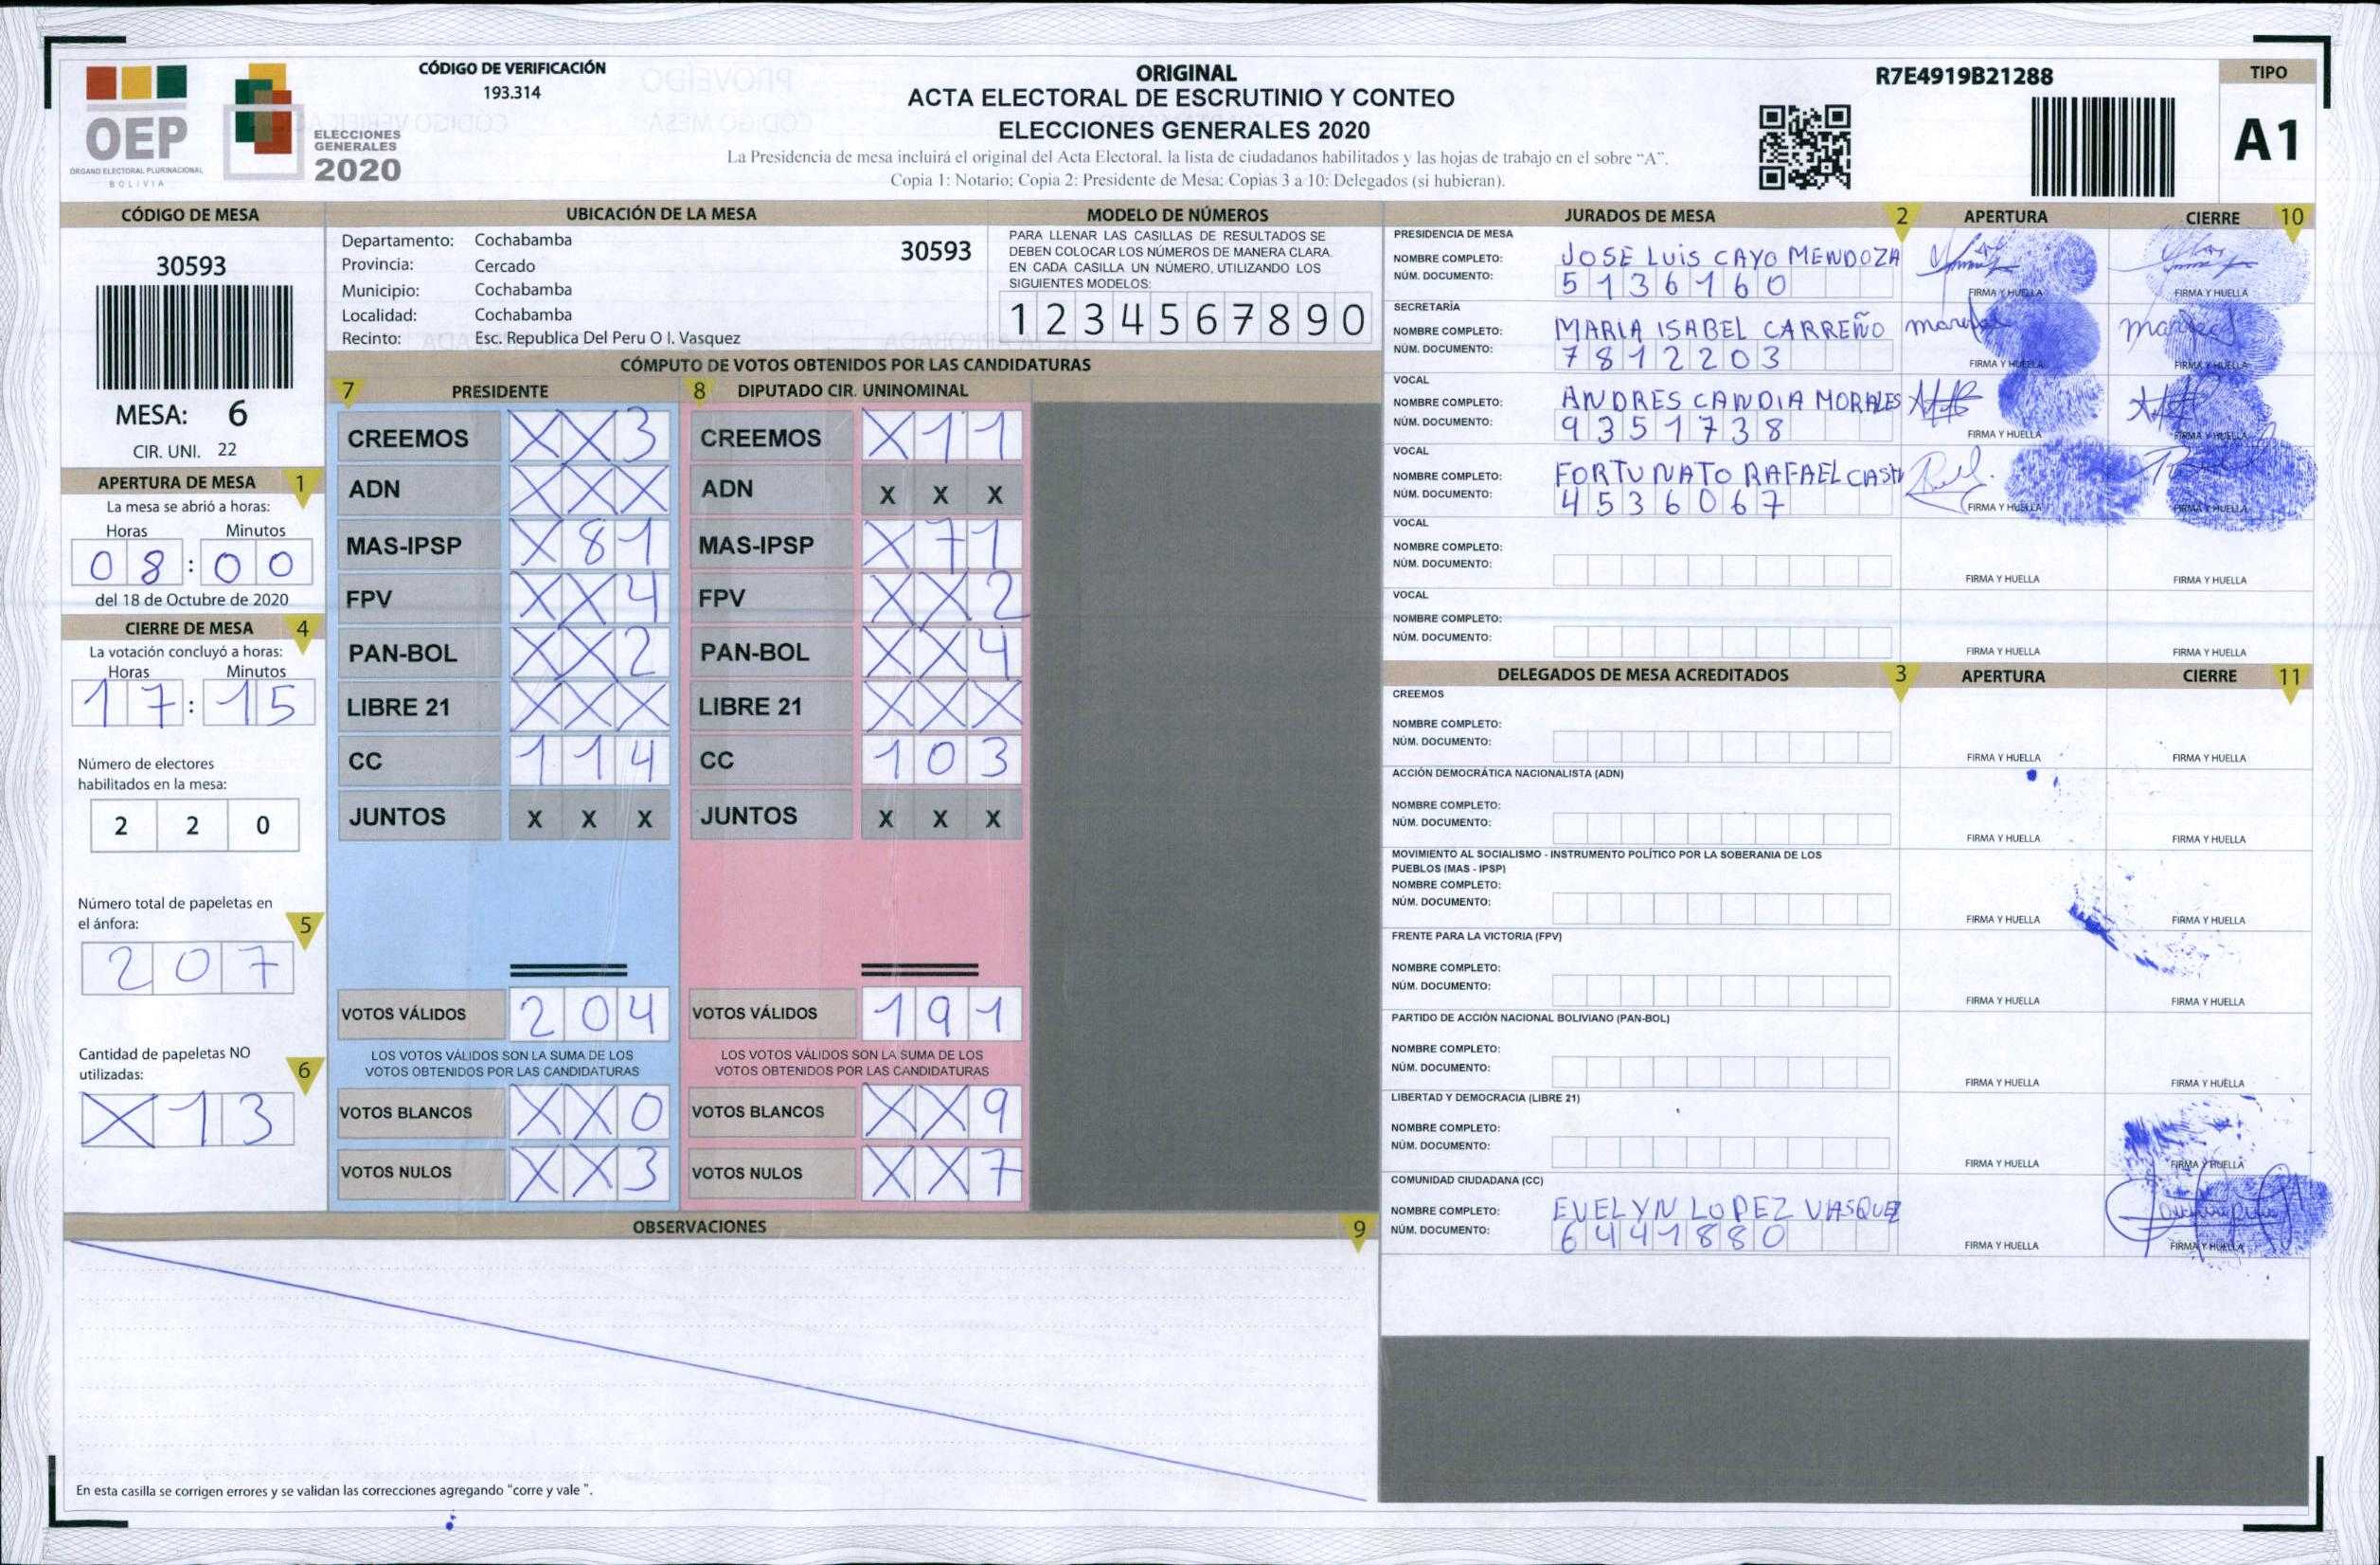 OEP
ÓRGANO ELECTORAL PLURINACIONAL
BOLIVIA
ELECCIONES
GENERALES
2020
CÓDIGO DE VERIFICACIÓN
193.314
ORIGINAL
ACTA ELECTORAL DE ESCRUTINIO Y CONTEO
ELECCIONES GENERALES 2020
La Presidencia de mesa incluirá el original del Acta Electoral, la lista de ciudadanos habilitados y las hojas de trabajo en el sobre “A”.
Copia 1: Notario; Copia 2: Presidente de Mesa; Copias 3 a 10: Delegados (si hubieran).
R7E4919B21288
TIPO
A1
CÓDIGO DE MESA
30593
MESA: 6
CIR. UNI. 22
APERTURA DE MESA 1
La mesa se abrió a horas:
Horas Minutos
08:00
del 18 de Octubre de 2020
CIERRE DE MESA 4
La votación concluyó a horas:
Horas Minutos
17:15
Número de electores
habilitados en la mesa:
2 2 0
Número total de papeletas en
el ánfora: 5
2 0 7
Cantidad de papeletas NO
utilizadas: 6
X 1 3
UBICACIÓN DE LA MESA
Departamento: Cochabamba 30593
Provincia: Cercado
Municipio: Cochabamba
Localidad: Cochabamba
Recinto: Esc. Republica Del Peru O I. Vasquez
MODELO DE NÚMEROS
PARA LLENAR LAS CASILLAS DE RESULTADOS SE
DEBEN COLOCAR LOS NÚMEROS DE MANERA CLARA.
EN CADA CASILLA UN NÚMERO, UTILIZANDO LOS
SIGUIENTES MODELOS:
1 2 3 4 5 6 7 8 9 0
CÓMPUTO DE VOTOS OBTENIDOS POR LAS CANDIDATURAS
7 PRESIDENTE 8 DIPUTADO CIR. UNINOMINAL
CREEMOS X X 3 CREEMOS X 1 1
ADN X X X ADN X X X
MAS-IPSP X 8 1 MAS-IPSP X 7 1
FPV X X 4 FPV X X 2
PAN-BOL X X 2 PAN-BOL X X 4
LIBRE 21 X X X LIBRE 21 X X X
CC 1 1 4 CC 1 0 3
JUNTOS X X X JUNTOS X X X
VOTOS VÁLIDOS 2 0 4 VOTOS VÁLIDOS 1 9 1
LOS VOTOS VÁLIDOS SON LA SUMA DE LOS LOS VOTOS VÁLIDOS SON LA SUMA DE LOS
VOTOS OBTENIDOS POR LAS CANDIDATURAS VOTOS OBTENIDOS POR LAS CANDIDATURAS
VOTOS BLANCOS X X 0 VOTOS BLANCOS X X 9
VOTOS NULOS X X 3 VOTOS NULOS X X 7
OBSERVACIONES 9
En esta casilla se corrigen errores y se validan las correcciones agregando "corre y vale ".
JURADOS DE MESA 2 APERTURA CIERRE 10
PRESIDENCIA DE MESA
NOMBRE COMPLETO: JOSE LUIS CAYO MENDOZA
NÚM. DOCUMENTO: 5136160
FIRMA Y HUELLA FIRMA Y HUELLA
SECRETARÍA
NOMBRE COMPLETO: MARIA ISABEL CARREÑO
NÚM. DOCUMENTO: 7812203
FIRMA Y HUELLA FIRMA Y HUELLA
VOCAL
NOMBRE COMPLETO: ANDRES CANDIA MORALES
NÚM. DOCUMENTO: 9351738
FIRMA Y HUELLA FIRMA Y HUELLA
VOCAL
NOMBRE COMPLETO: FORTUNATO RAFAEL
NÚM. DOCUMENTO: 4536067
FIRMA Y HUELLA FIRMA Y HUELLA
VOCAL
NOMBRE COMPLETO:
NÚM. DOCUMENTO:
FIRMA Y HUELLA FIRMA Y HUELLA
VOCAL
NOMBRE COMPLETO:
NÚM. DOCUMENTO:
FIRMA Y HUELLA FIRMA Y HUELLA
DELEGADOS DE MESA ACREDITADOS 3 APERTURA CIERRE 11
CREEMOS
NOMBRE COMPLETO:
NÚM. DOCUMENTO:
FIRMA Y HUELLA FIRMA Y HUELLA
ACCIÓN DEMOCRÁTICA NACIONALISTA (ADN)
NOMBRE COMPLETO:
NÚM. DOCUMENTO:
FIRMA Y HUELLA FIRMA Y HUELLA
MOVIMIENTO AL SOCIALISMO - INSTRUMENTO POLÍTICO POR LA SOBERANIA DE LOS
PUEBLOS (MAS - IPSP)
NOMBRE COMPLETO:
NÚM. DOCUMENTO:
FIRMA Y HUELLA FIRMA Y HUELLA
FRENTE PARA LA VICTORIA (FPV)
NOMBRE COMPLETO:
NÚM. DOCUMENTO:
FIRMA Y HUELLA FIRMA Y HUELLA
PARTIDO DE ACCIÓN NACIONAL BOLIVIANO (PAN-BOL)
NOMBRE COMPLETO:
NÚM. DOCUMENTO:
FIRMA Y HUELLA FIRMA Y HUELLA
LIBERTAD Y DEMOCRACIA (LIBRE 21)
NOMBRE COMPLETO:
NÚM. DOCUMENTO:
FIRMA Y HUELLA FIRMA Y HUELLA
COMUNIDAD CIUDADANA (CC)
NOMBRE COMPLETO: EVELYN LOPEZ VASQUEZ
NÚM. DOCUMENTO: 6441880
FIRMA Y HUELLA FIRMA Y HUELLA